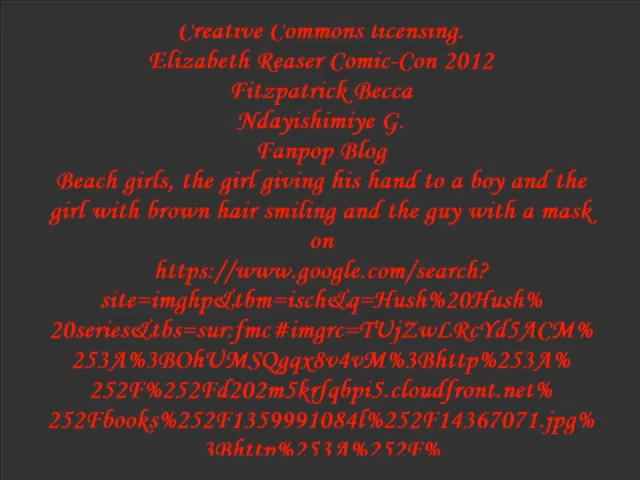 Creative Commons licensing.
Elizabeth Reaser Comic-Con 2012
Fitzpatrick Becca
Ndayishimiye G.
Fanpop Blog
Beach girls, the girl giving his hand to a boy and the
girl with brown hair smiling and the guy with a mask
on
https://www.google.com/search?
site=imghp&tbm=isch&q=Hush%20Hush%
20series&tbs=sur:fmc#imgrc=TUjZwLRcYd5ACM%
253A%3BOhUMSQgqx8v4vM%3Bhttp%253A%
252F%252Fd202m5krfqbpi5.cloudfront.net%
252Fbooks%252F1359991084l%252F14367071.jpg%
3Bhttp%253A%252F%